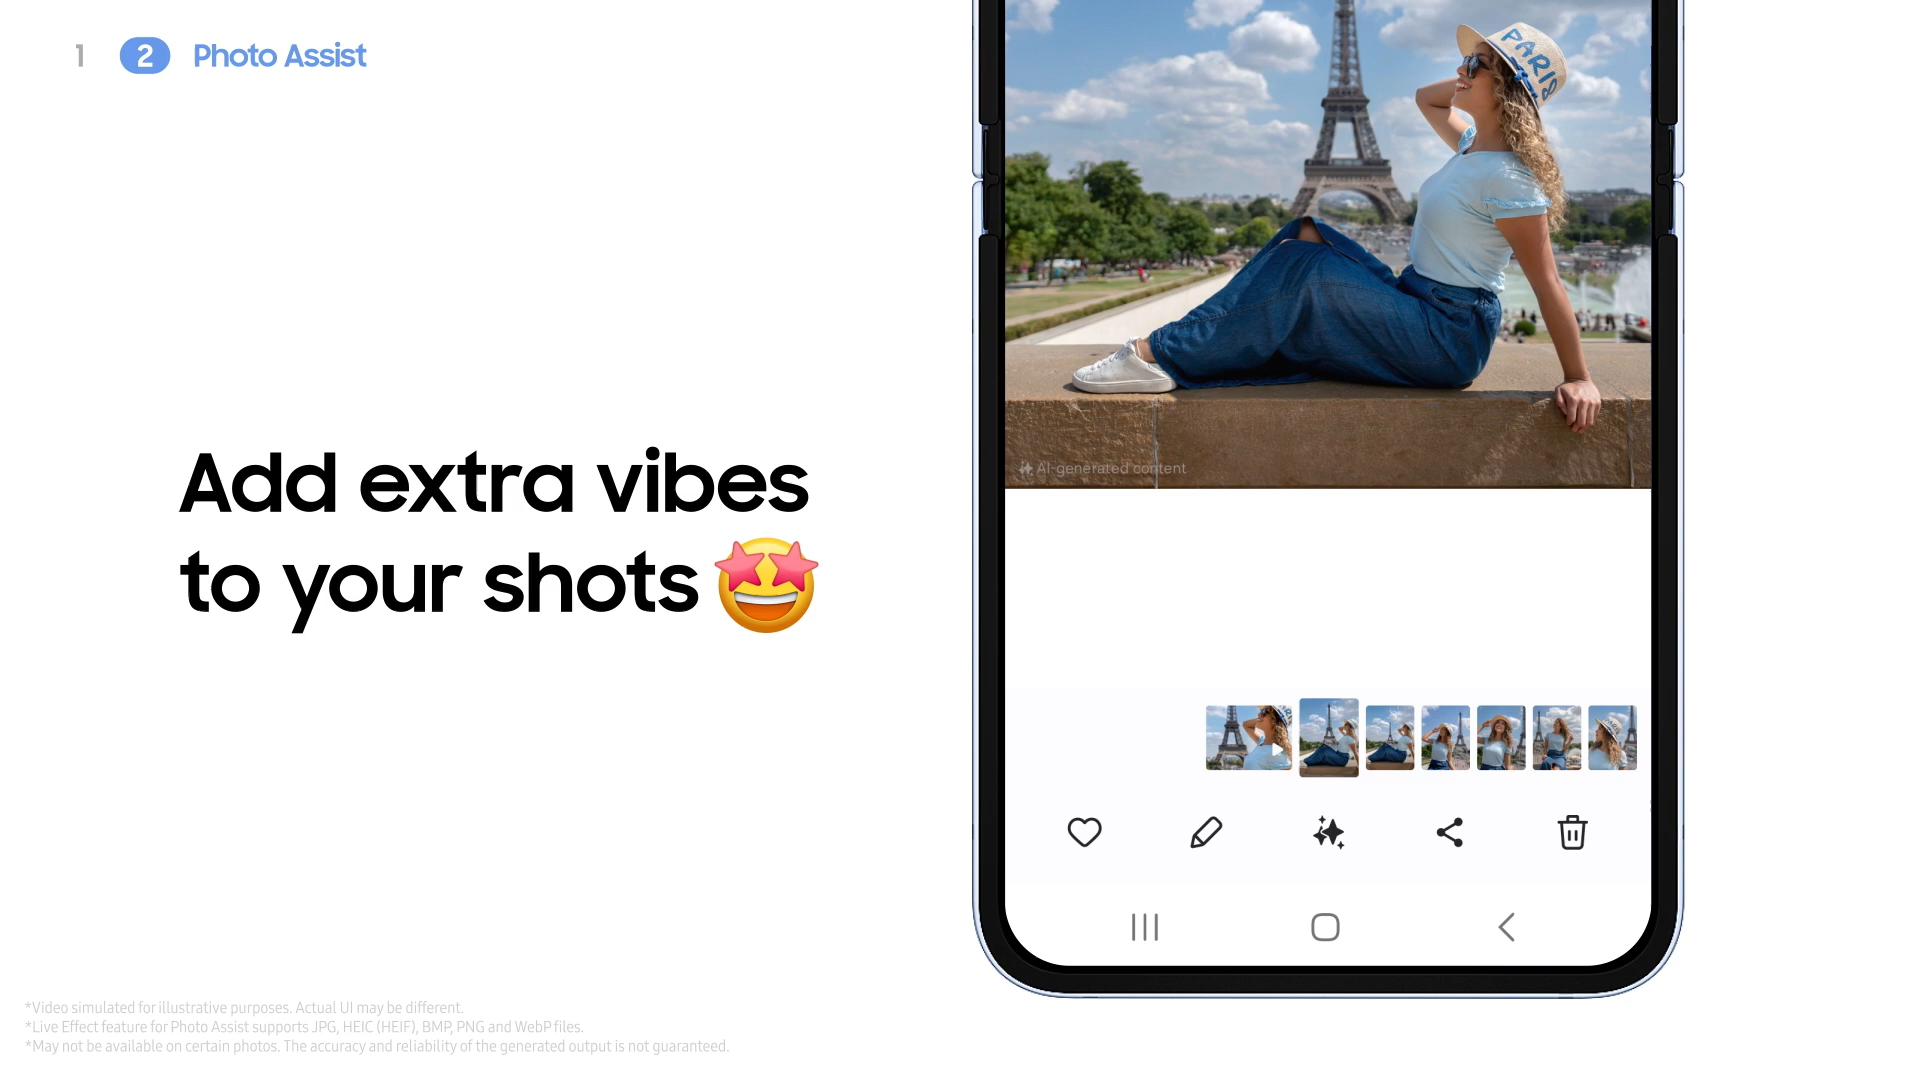 1 2 Photo Assist
PARIS
AI-generated content
Add extra vibes
to your shots 🤩
*Video simulated for illustrative purposes. Actual UI may be different.
*Live Effect feature for Photo Assist supports JPG, HEIC (HEIF), BMP, PNG and WebP files.
*May not be available on certain photos. The accuracy and reliability of the generated output is not guaranteed.